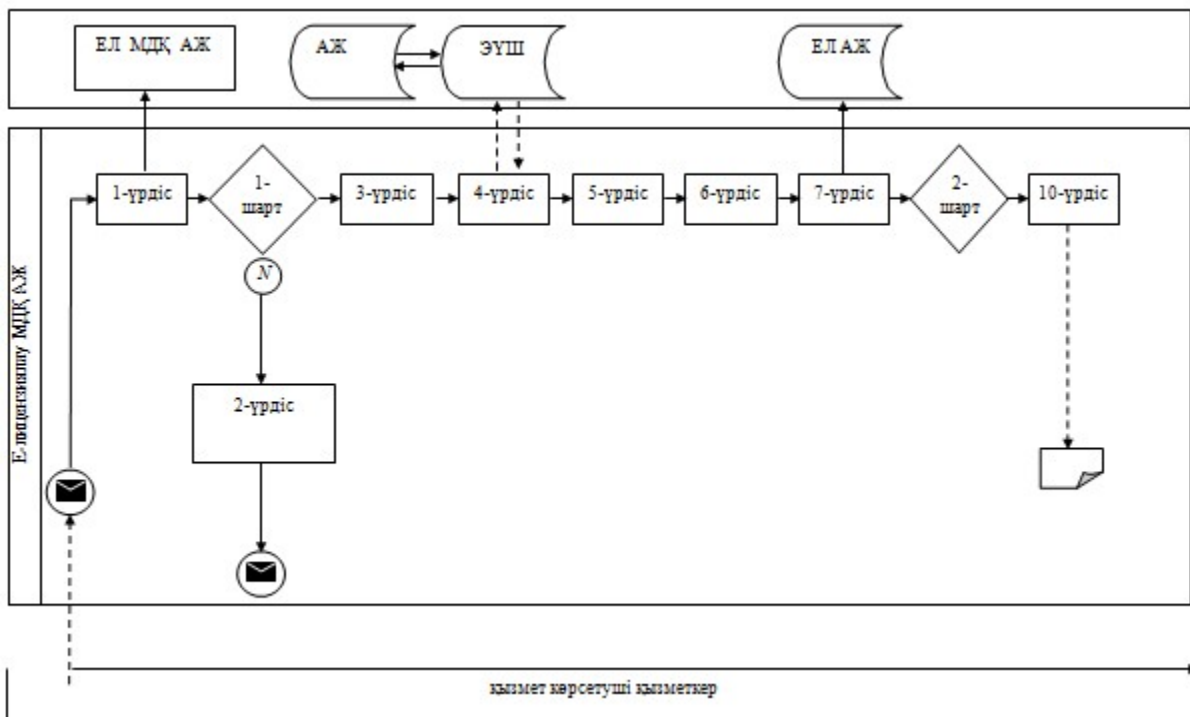 ЕЛ МДҚ АЖ
АЖ
ЭҮШ
ЕЛ АЖ
Е-лицензиялау МДҚ АЖ
1-үрдіс
1-
шарт
3-үрдіс
4-үрдіс
5-үрдіс
6-үрдіс
7-үрдіс
2-
шарт
10-үрдіс
N
2-үрдіс
қызмет көрсетуші қызметкер